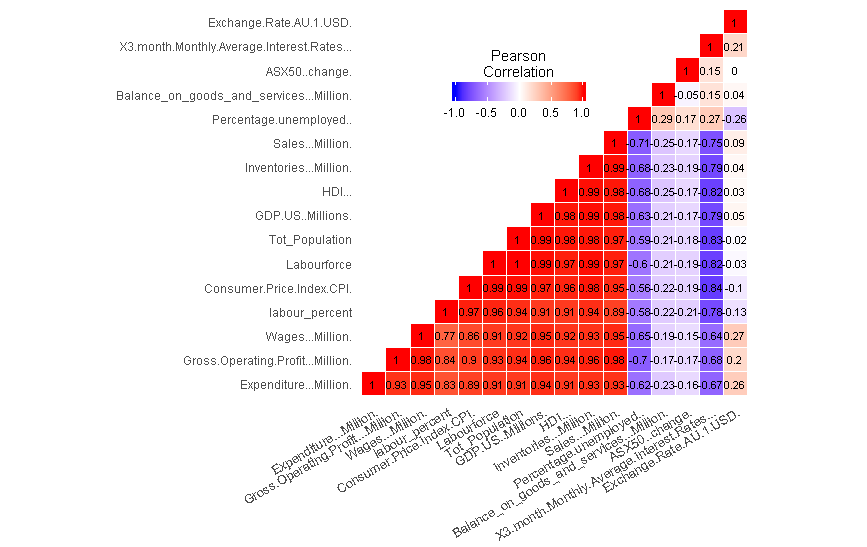 Exchange.Rate.AU.1.USD. 1
X3.month.Monthly.Average.Interest.Rates... 1 0.21
ASX50..change. 1 0.15 0
Balance_on_goods_and_services...Million. 1 -0.05 0.15 0.04
Percentage.unemployed.. 1 0.29 0.17 0.27 -0.26
Sales...Million. 1 -0.71 -0.25 -0.17 -0.75 0.09
Inventories...Million. 1 0.99 -0.68 -0.23 -0.19 -0.79 0.04
HDI... 1 0.99 0.98 -0.68 -0.25 -0.17 -0.82 0.03
GDP.US..Millions. 1 0.98 0.99 0.98 -0.63 -0.21 -0.17 -0.79 0.05
Tot_Population 1 0.99 0.98 0.98 0.97 -0.59 -0.21 -0.18 -0.83 -0.02
Labourforce 1 1 0.99 0.97 0.99 0.97 -0.6 -0.21 -0.19 -0.82 -0.03
Consumer.Price.Index.CPI. 1 0.99 0.99 0.97 0.96 0.98 0.95 -0.56 -0.22 -0.19 -0.84 -0.1
labour_percent 1 0.97 0.96 0.94 0.91 0.91 0.94 0.89 -0.58 -0.22 -0.21 -0.78 -0.13
Wages...Million. 1 0.77 0.86 0.91 0.92 0.95 0.92 0.93 0.95 -0.65 -0.19 -0.15 -0.64 0.27
Gross.Operating.Profit...Million. 1 0.98 0.84 0.9 0.93 0.94 0.96 0.94 0.96 0.98 -0.7 -0.17 -0.17 -0.68 0.2
Expenditure...Million. 1 0.93 0.95 0.83 0.89 0.91 0.91 0.94 0.91 0.93 0.93 -0.62 -0.23 -0.16 -0.67 0.26
Pearson
Correlation
-1.0 -0.5 0.0 0.5 1.0
Expenditure...Million.
Gross.Operating.Profit...Million.
Wages...Million.
labour_percent
Consumer.Price.Index.CPI.
Labourforce
Tot_Population
GDP.US..Millions.
HDI...
Inventories...Million.
Sales...Million.
Percentage.unemployed..
Balance_on_goods_and_services...Million.
ASX50..change.
X3.month.Monthly.Average.Interest.Rates...
Exchange.Rate.AU.1.USD.